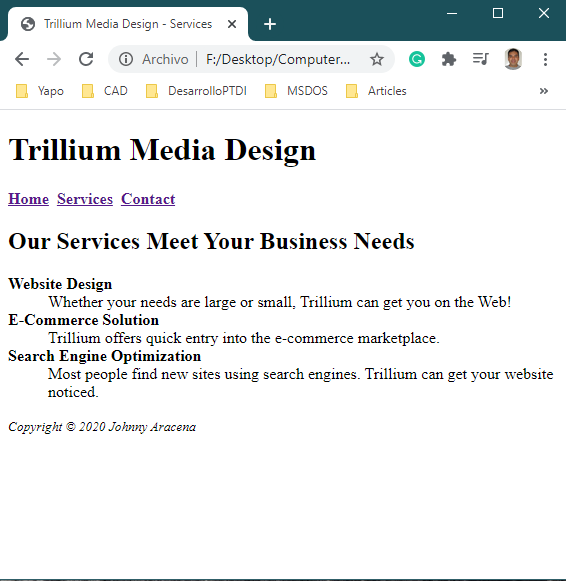 Trillium Media Design - Services
Archivo | F:/Desktop/Computer...
Yapo CAD DesarrolloPTDI MSDOS Articles »
Trillium Media Design
Home Services Contact
Our Services Meet Your Business Needs
Website Design
Whether your needs are large or small, Trillium can get you on the Web!
E-Commerce Solution
Trillium offers quick entry into the e-commerce marketplace.
Search Engine Optimization
Most people find new sites using search engines. Trillium can get your website
noticed.
Copyright © 2020 Johnny Aracena